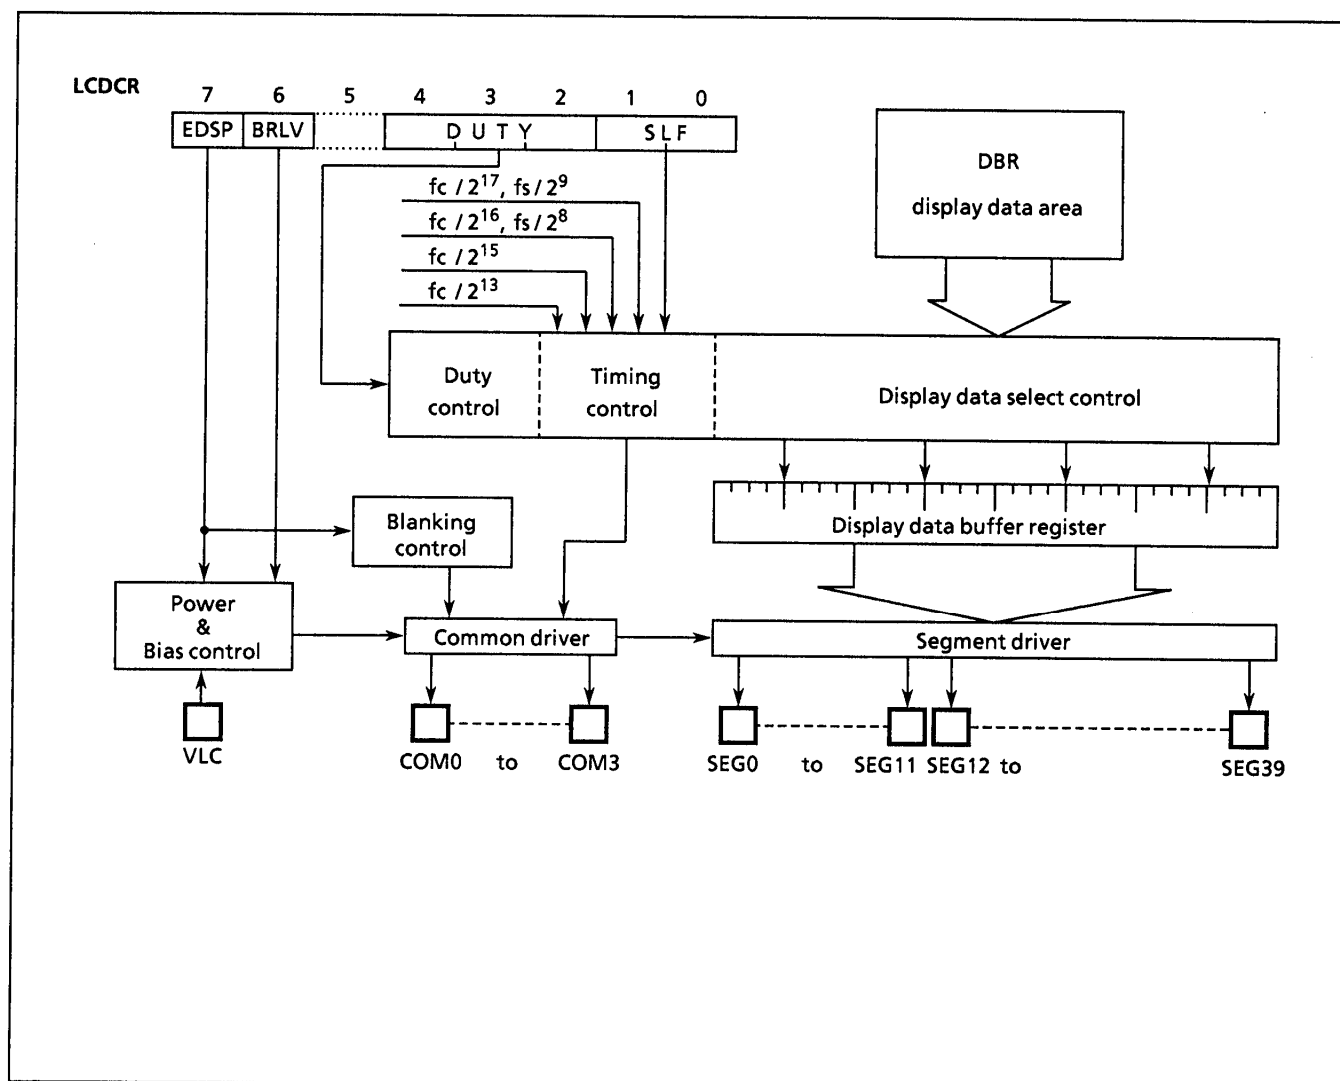 LCDCR
7 6 5 4 3 2 1 0
EDSP BRLV DUTY SLF
fc / 2^17, fs / 2^9
fc / 2^16, fs / 2^8
fc / 2^15
fc / 2^13
DBR
display data area
Duty
control
Timing
control
Display data select control
Blanking
control
Display data buffer register
Power
&
Bias control
Common driver
Segment driver
VLC
COM0 to COM3
SEG0 to SEG11 SEG12 to SEG39